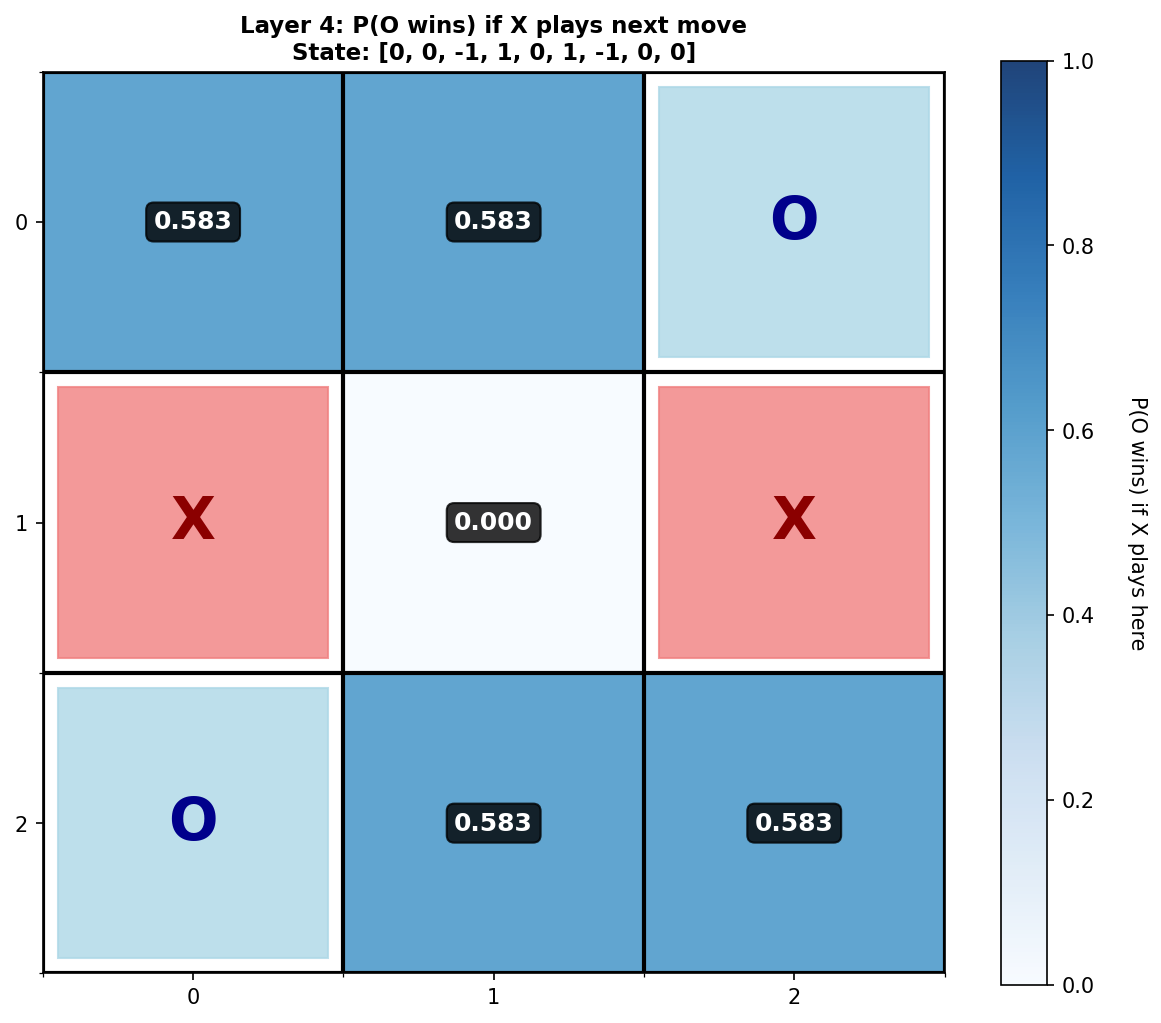 Layer 4: P(O wins) if X plays next move
State: [0, 0, -1, 1, 0, 1, -1, 0, 0]
0
0.583
0.583
O
1
X
0.000
X
2
O
0.583
0.583
0
1
2
1.0
0.8
0.6
0.4
0.2
0.0
P(O wins) if X plays here